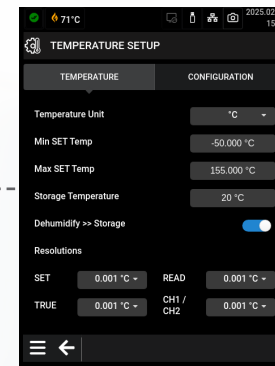 71°C
2025.02
15
TEMPERATURE SETUP
TEMPERATURE CONFIGURATION
Temperature Unit °C
Min SET Temp -50.000 °C
Max SET Temp 155.000 °C
Storage Temperature 20 °C
Dehumidify >> Storage
Resolutions
SET 0.001 °C READ 0.001 °C
TRUE 0.001 °C CH1 /
CH2 0.001 °C